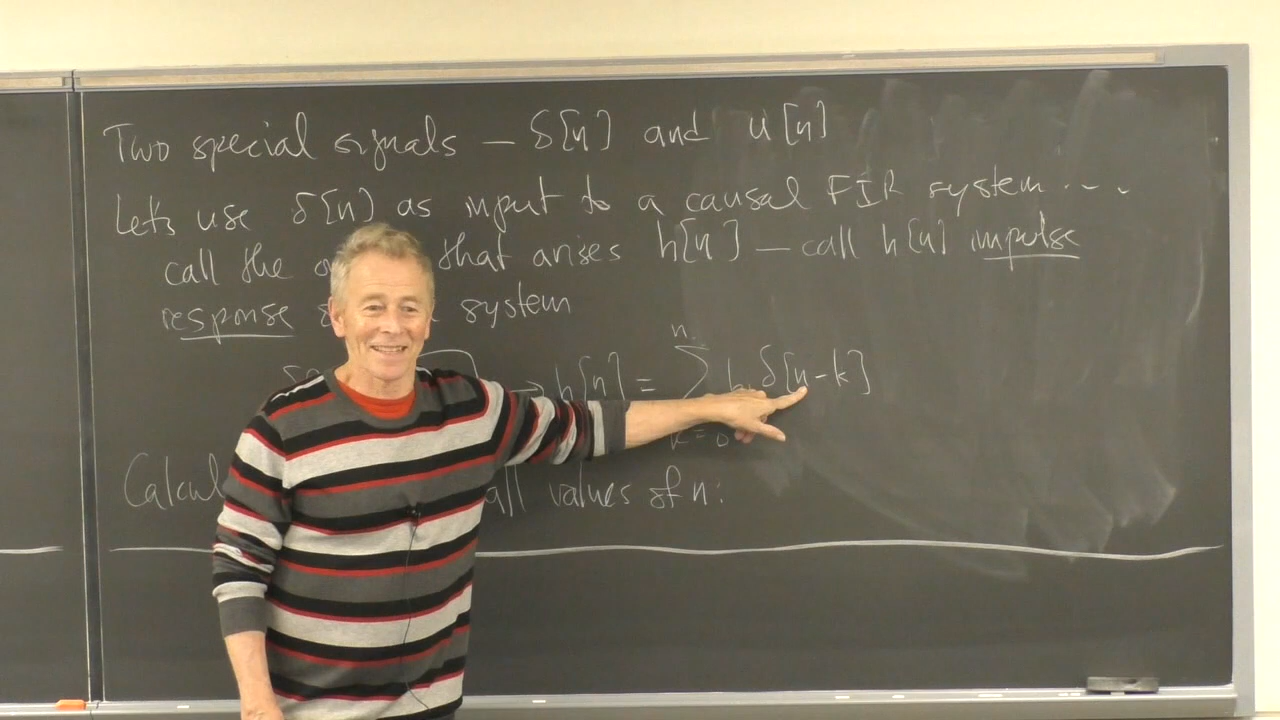 Two special signals – δ[n] and u[n]
Let's use δ[n] as input to a causal FIR system ...
call the that arises h[n] – call h[n] impulse
response system
→ h[n] = Σ δ[n-k]
n
k=0
all values of n: